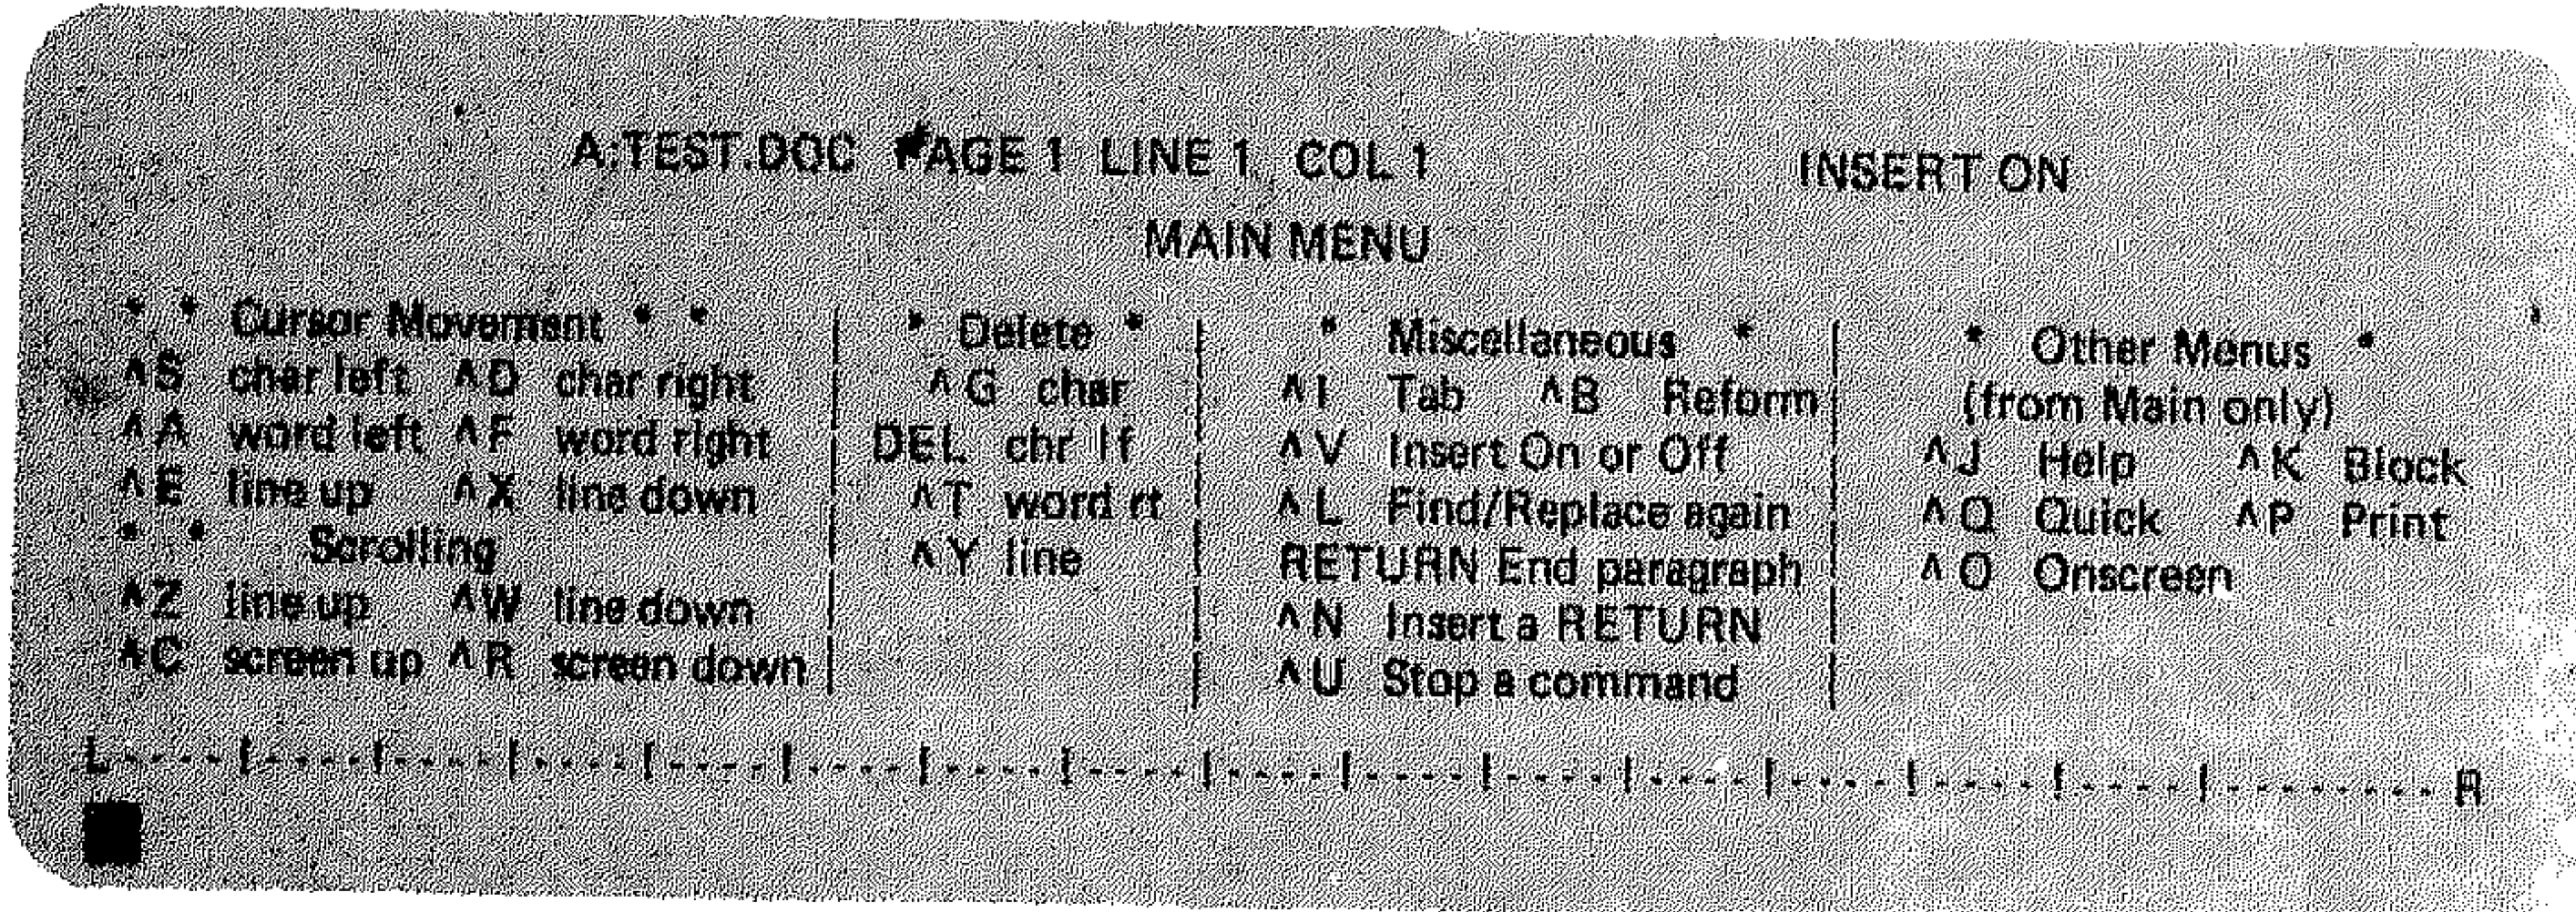 A:TEST.DOC PAGE 1 LINE 1 COL 1 INSERT ON
MAIN MENU
* * Cursor Movement * * | * Delete * | * Miscellaneous * | * Other Menus *
^S char left ^D char right | ^G char | ^I Tab ^B Reform | (from Main only)
^A word left ^F word right | DEL chr lf | ^V Insert On or Off | ^J Help ^K Block
^E line up ^X line down | ^T word rt | ^L Find/Replace again | ^Q Quick ^P Print
* * Scrolling | ^Y line | RETURN End paragraph | ^O Onscreen
^Z line up ^W line down | ^N Insert a RETURN
^C screen up ^R screen down | ^U Stop a command
L-----!-----!-----!-----!-----!-----!-----!-----!-----!-----!-----!-----!-----!-----!-----!----------R